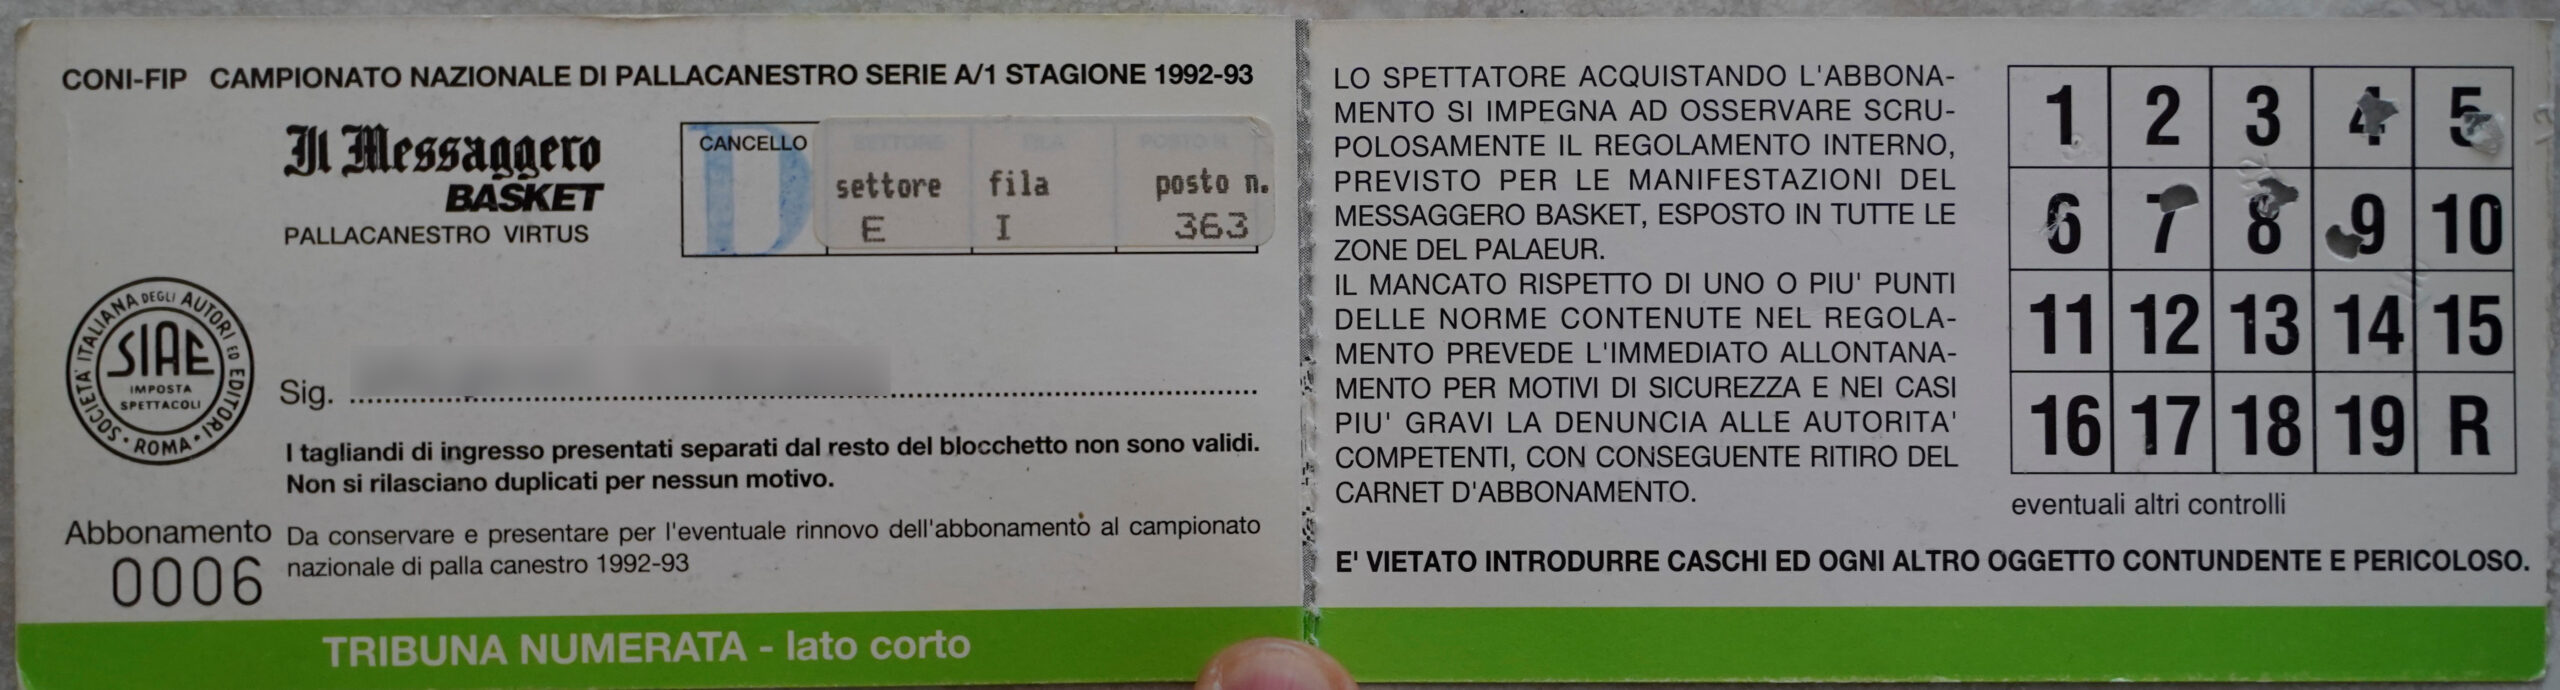 CONI-FIP CAMPIONATO NAZIONALE DI PALLACANESTRO SERIE A/1 STAGIONE 1992-93
Il Messaggero
BASKET
PALLACANESTRO VIRTUS
CANCELLO
D
SETTORE FILA POSTO N.
settore fila posto n.
E I 363
SOCIETA' ITALIANA DEGLI AUTORI ED EDITORI
SIAE
IMPOSTA
SPETTACOLI
• ROMA •
Sig.
I tagliandi di ingresso presentati separati dal resto del blocchetto non sono validi.
Non si rilasciano duplicati per nessun motivo.
Abbonamento
0006
Da conservare e presentare per l'eventuale rinnovo dell'abbonamento al campionato
nazionale di palla canestro 1992-93
TRIBUNA NUMERATA - lato corto
LO SPETTATORE ACQUISTANDO L'ABBONA-
MENTO SI IMPEGNA AD OSSERVARE SCRU-
POLOSAMENTE IL REGOLAMENTO INTERNO,
PREVISTO PER LE MANIFESTAZIONI DEL
MESSAGGERO BASKET, ESPOSTO IN TUTTE LE
ZONE DEL PALAEUR.
IL MANCATO RISPETTO DI UNO O PIU' PUNTI
DELLE NORME CONTENUTE NEL REGOLA-
MENTO PREVEDE L'IMMEDIATO ALLONTANA-
MENTO PER MOTIVI DI SICUREZZA E NEI CASI
PIU' GRAVI LA DENUNCIA ALLE AUTORITA'
COMPETENTI, CON CONSEGUENTE RITIRO DEL
CARNET D'ABBONAMENTO.
1 2 3 4 5
6 7 8 9 10
11 12 13 14 15
16 17 18 19 R
eventuali altri controlli
E' VIETATO INTRODURRE CASCHI ED OGNI ALTRO OGGETTO CONTUNDENTE E PERICOLOSO.